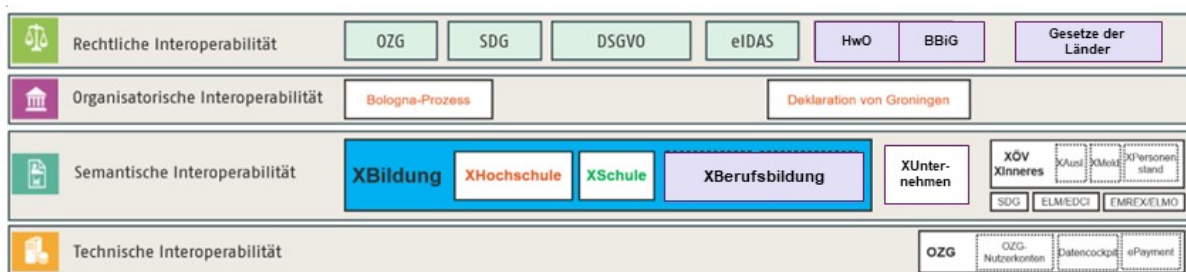 Rechtliche Interoperabilität
OZG
SDG
DSGVO
eIDAS
HwO
BBiG
Gesetze der
Länder
Organisatorische Interoperabilität
Bologna-Prozess
Deklaration von Groningen
Semantische Interoperabilität
XBildung
XHochschule
XSchule
XBerufsbildung
XUnter-
nehmen
XÖV
XInneres
XAusl
XMeld
XPersonen
stand
SDG
ELM/EDCI
EMREX/ELMO
Technische Interoperabilität
OZG
OZG-
Nutzerkonten
Datencockpit
ePayment